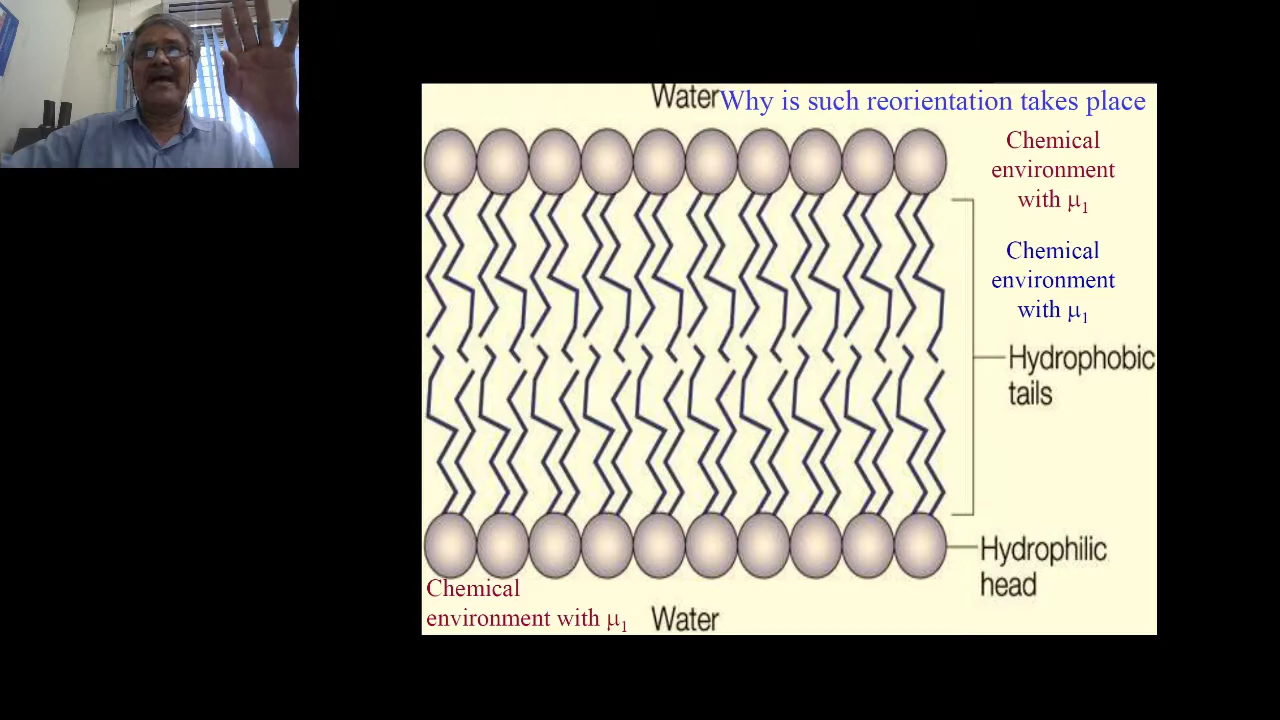 Water Why is such reorientation takes place
Chemical
environment
with μ1
Chemical
environment
with μ1
Hydrophobic
tails
Hydrophilic
head
Chemical
environment with μ1
Water